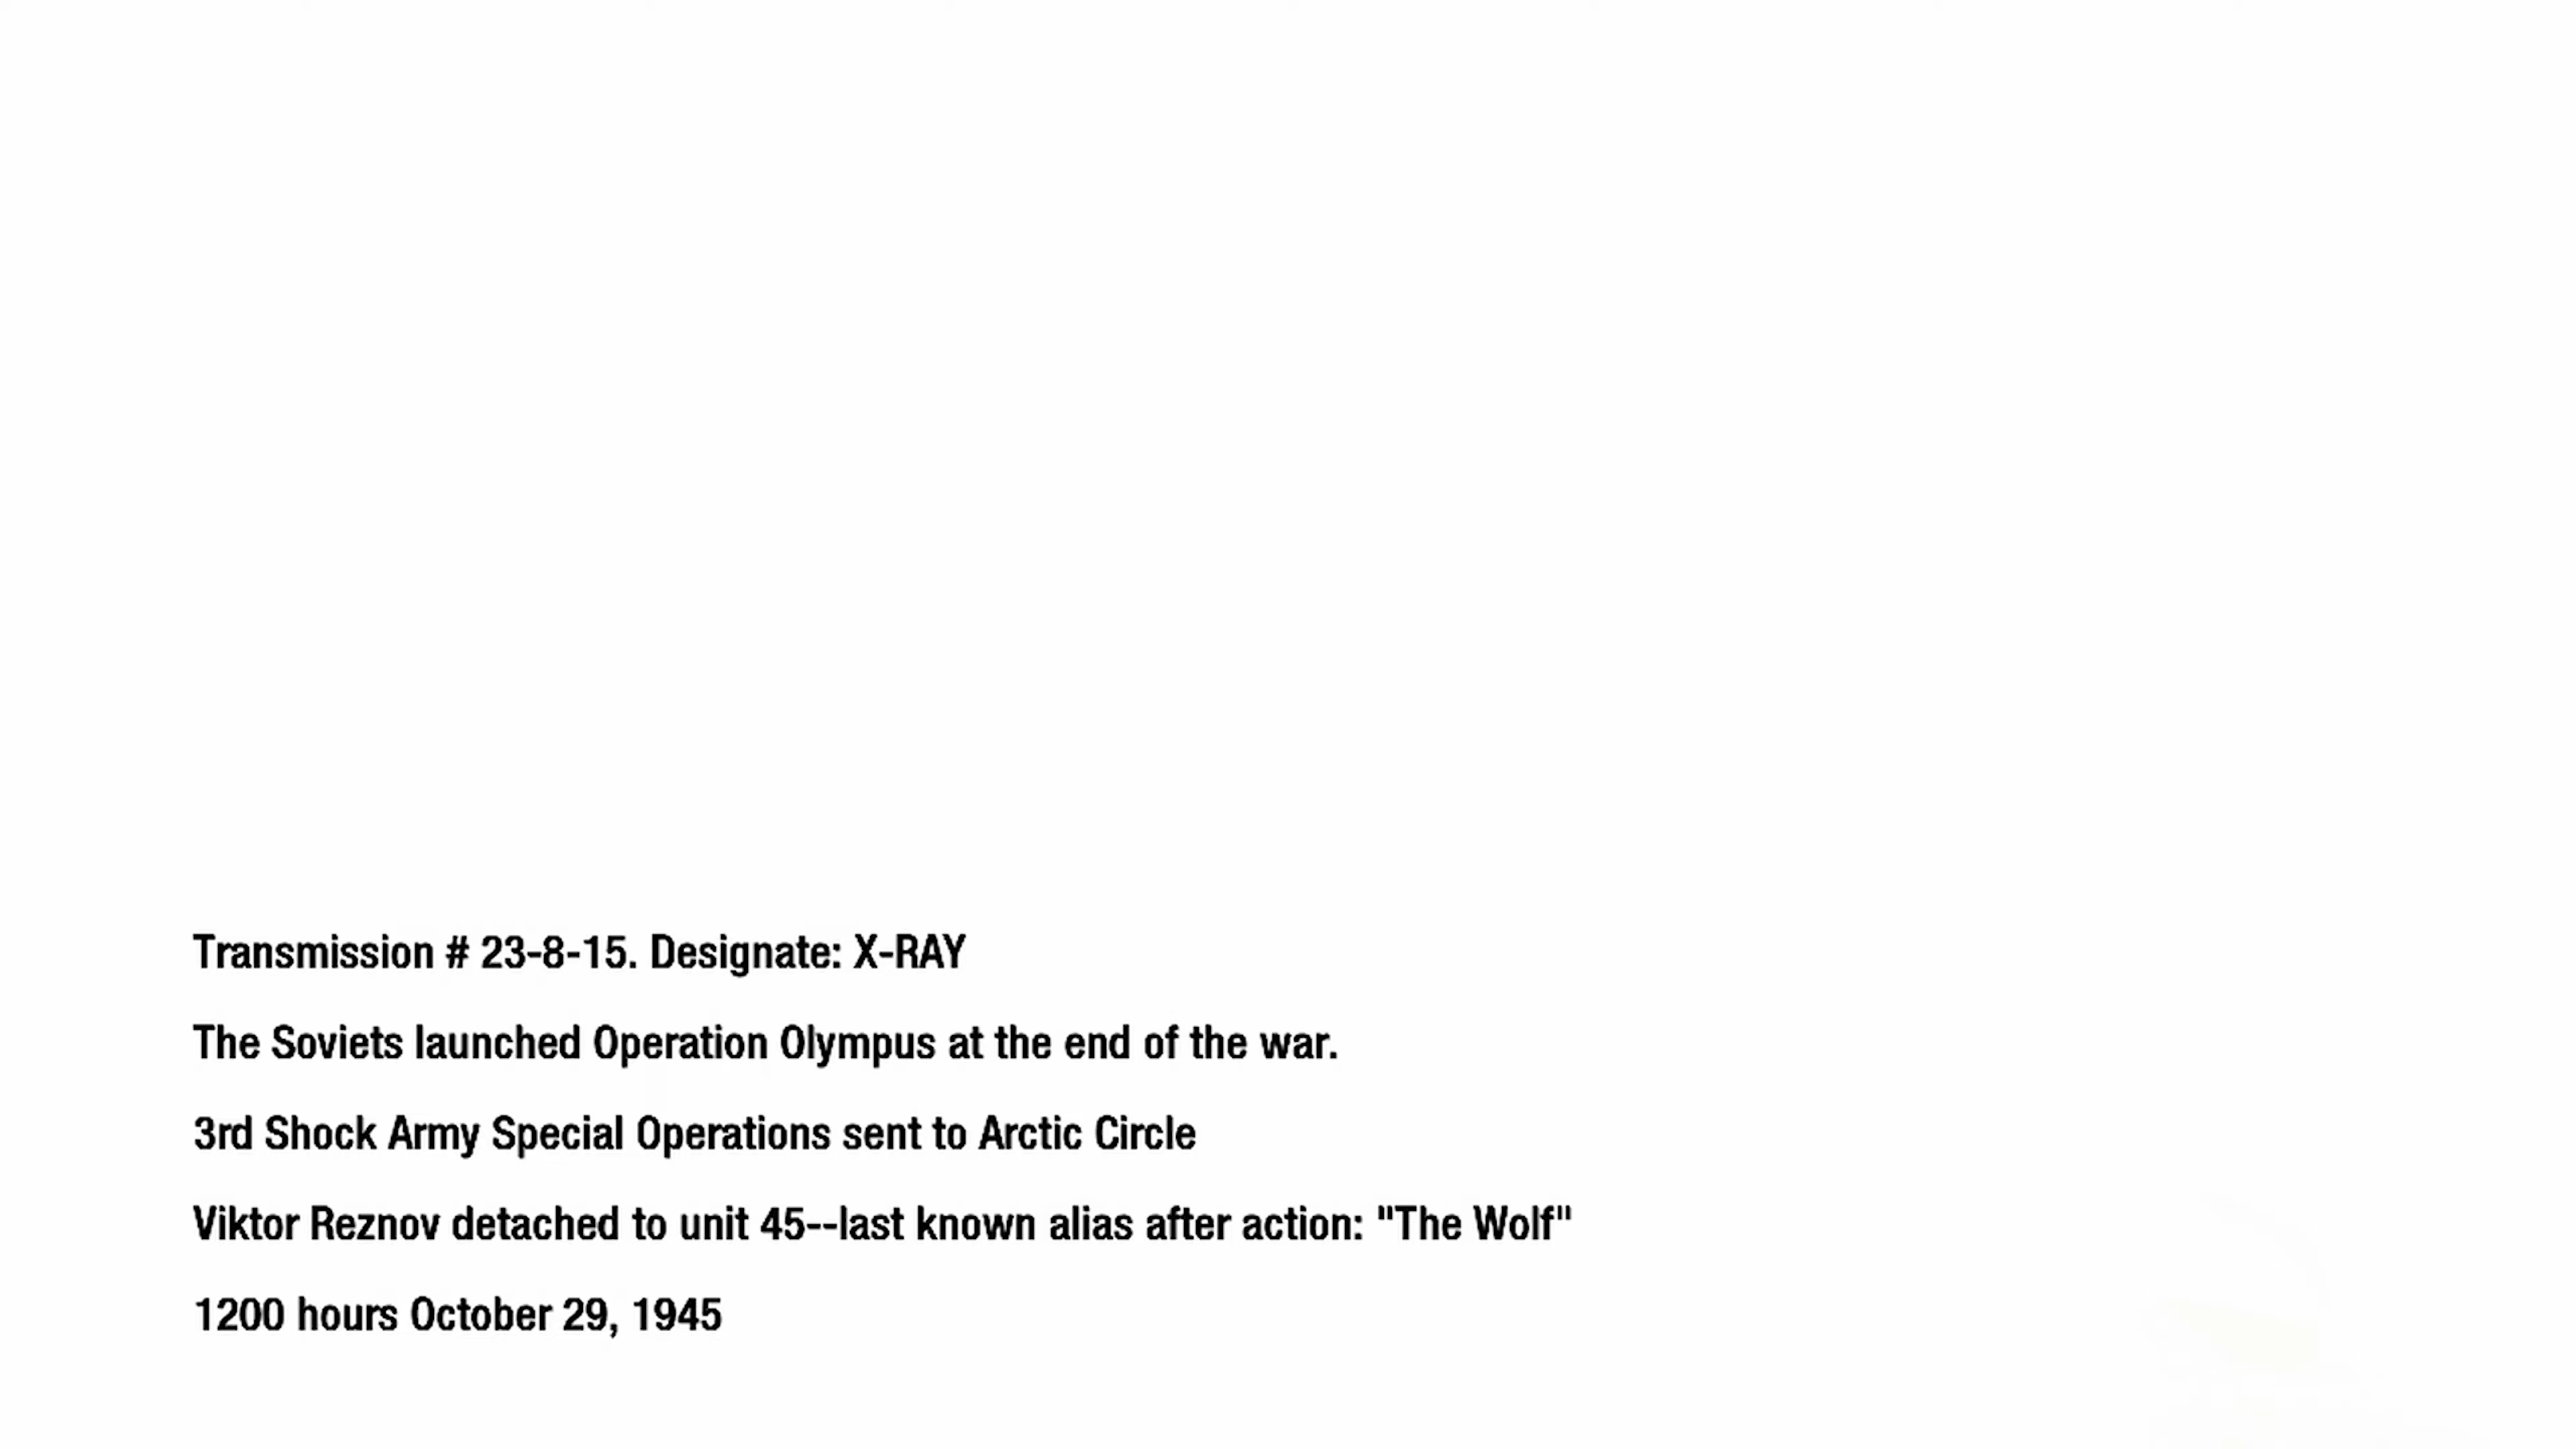 Transmission # 23-8-15. Designate: X-RAY
The Soviets launched Operation Olympus at the end of the war.
3rd Shock Army Special Operations sent to Arctic Circle
Viktor Reznov detached to unit 45--last known alias after action: "The Wolf"
1200 hours October 29, 1945